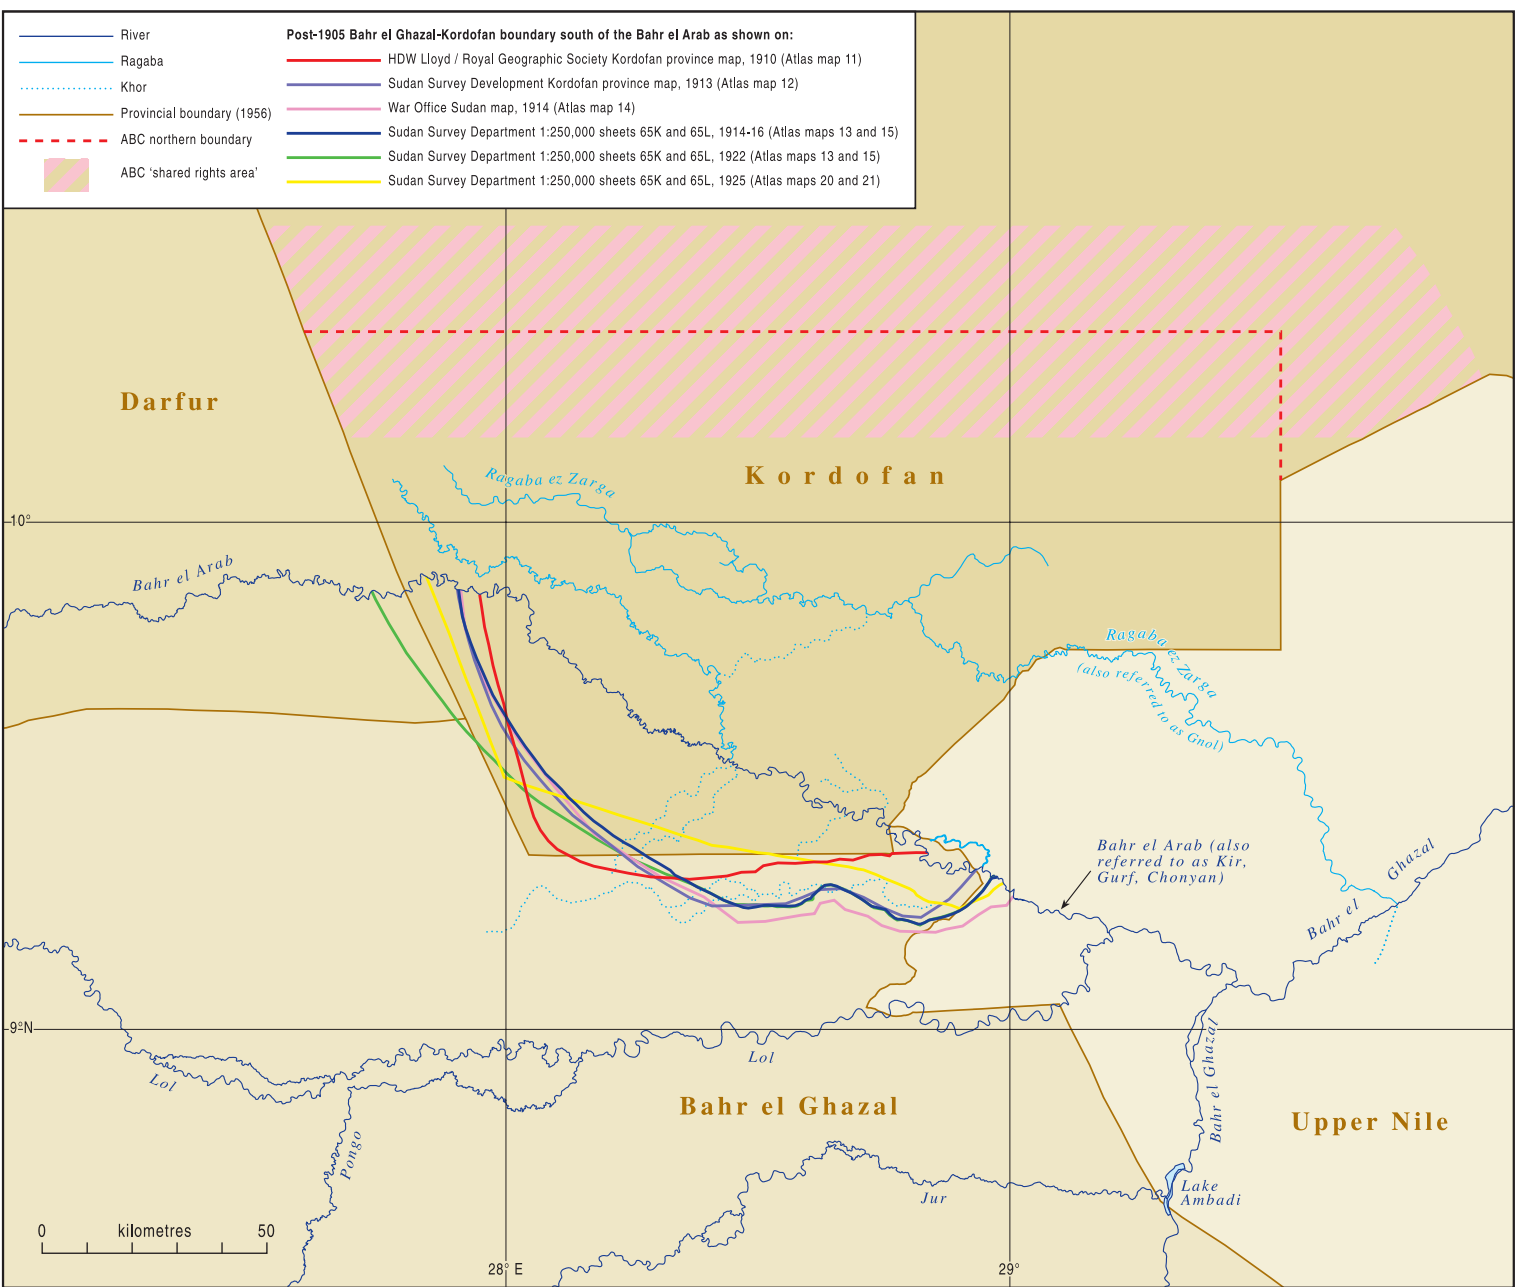 River
Ragaba
Khor
Provincial boundary (1956)
ABC northern boundary
ABC ‘shared rights area’
Post-1905 Bahr el Ghazal-Kordofan boundary south of the Bahr el Arab as shown on:
HDW Lloyd / Royal Geographic Society Kordofan province map, 1910 (Atlas map 11)
Sudan Survey Development Kordofan province map, 1913 (Atlas map 12)
War Office Sudan map, 1914 (Atlas map 14)
Sudan Survey Department 1:250,000 sheets 65K and 65L, 1914-16 (Atlas maps 13 and 15)
Sudan Survey Department 1:250,000 sheets 65K and 65L, 1922 (Atlas maps 13 and 15)
Sudan Survey Department 1:250,000 sheets 65K and 65L, 1925 (Atlas maps 20 and 21)
Darfur
Kordofan
Ragaba ez Zarga
10°
Bahr el Arab
Ragaba ez Zarga
(also referred
to as Gnol)
Bahr el Arab (also
referred to as Kir,
Gurf, Chonyan)
Bahr el Ghazal
9°N
Lol
Lol
Bahr el Ghazal
Bahr el Ghazal
Upper Nile
Pongo
Jur
Lake
Ambadi
0 kilometres 50
28° E
29°